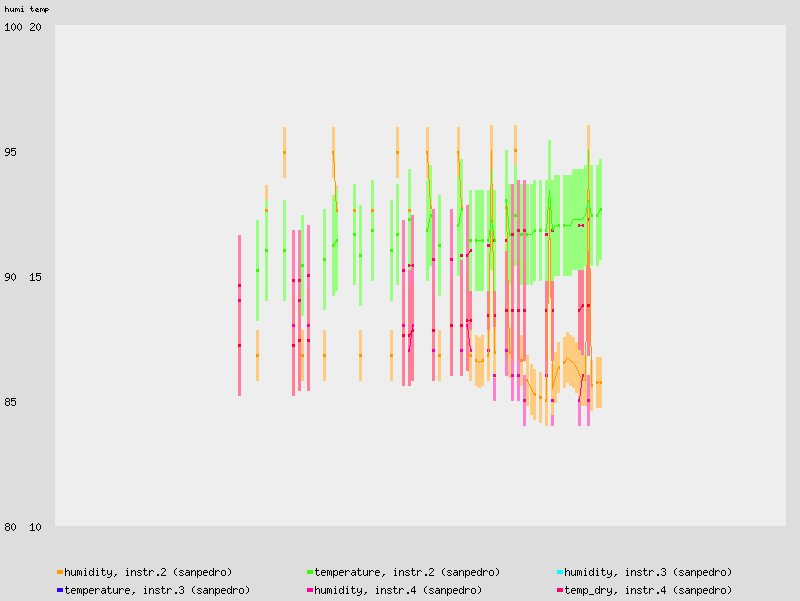 humi temp
100 20
95
90 15
85
80 10
humidity, instr.2 (sanpedro) temperature, instr.2 (sanpedro) humidity, instr.3 (sanpedro)
temperature, instr.3 (sanpedro) humidity, instr.4 (sanpedro) temp_dry, instr.4 (sanpedro)